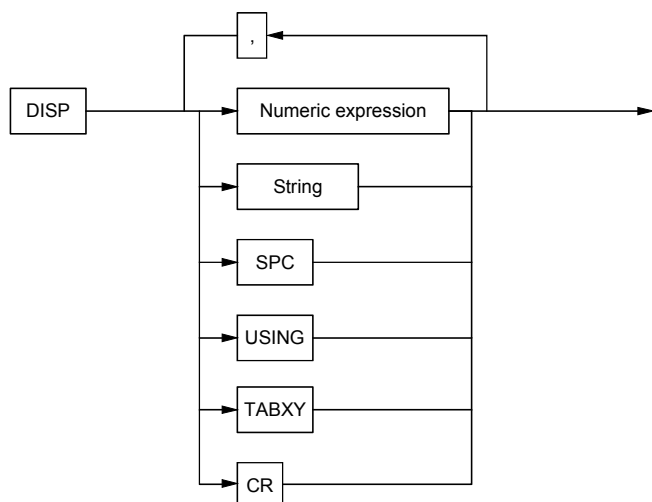 ,
DISP
Numeric expression
String
SPC
USING
TABXY
CR